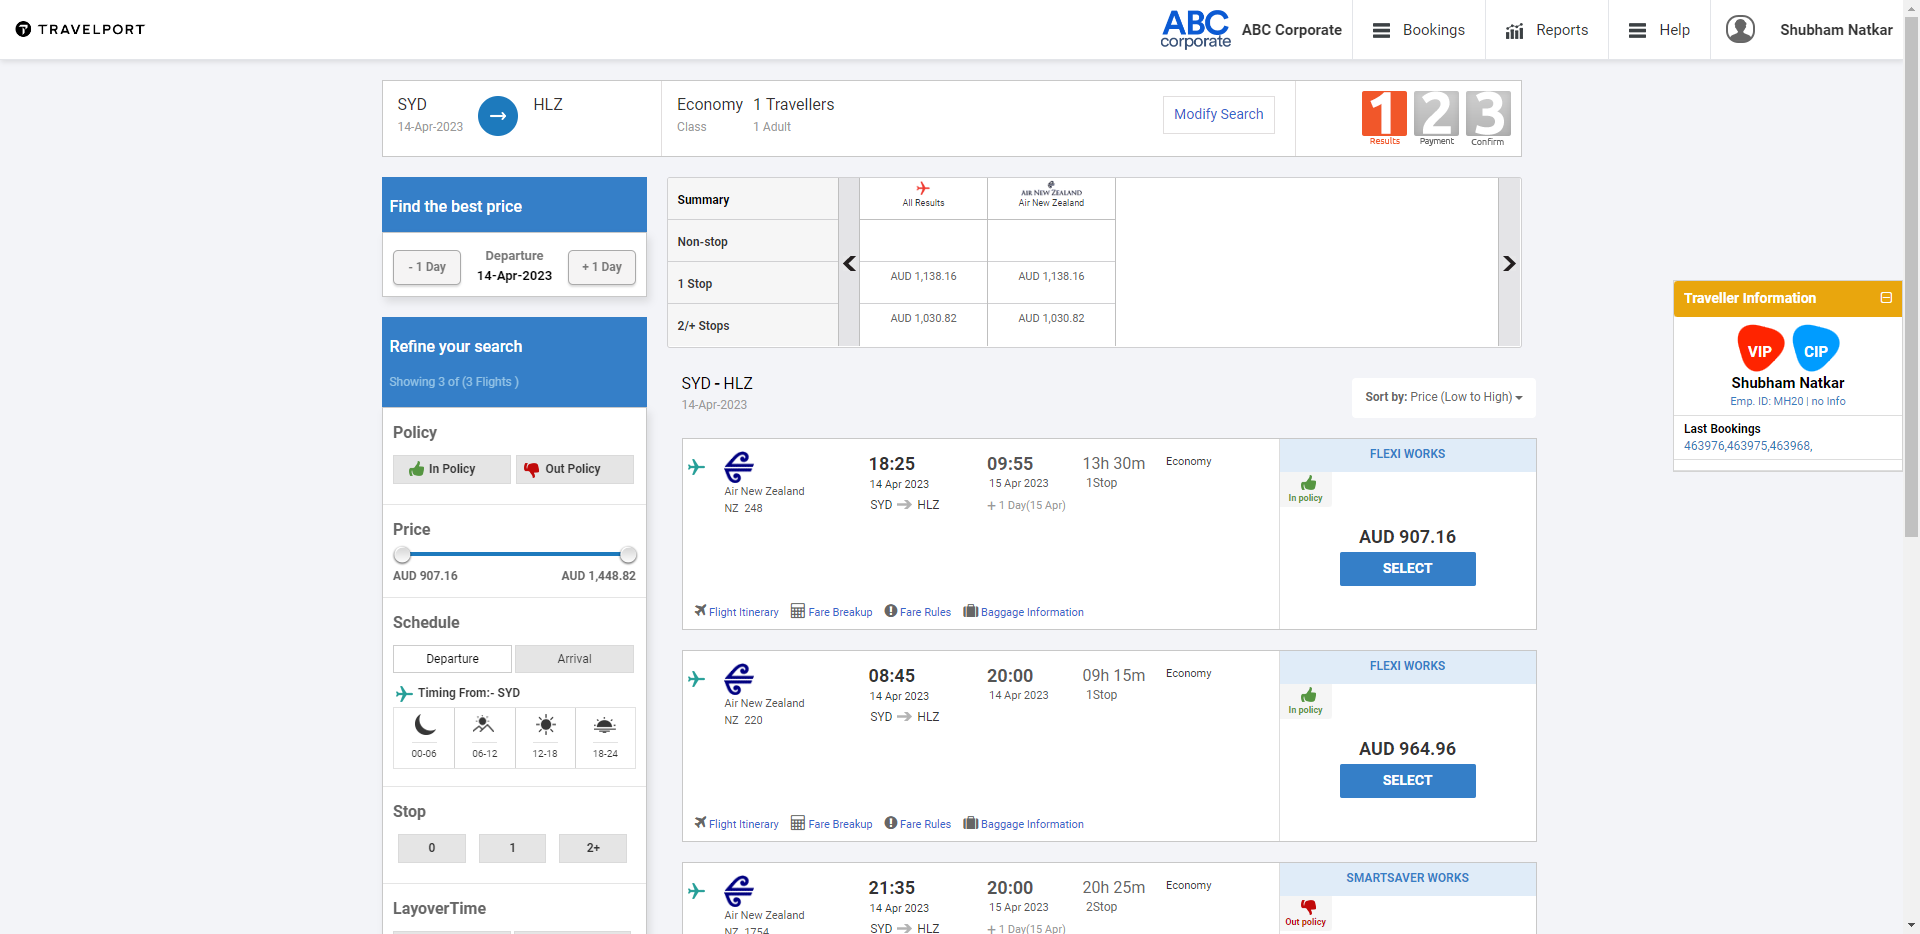 TRAVELPORT
ABC
corporate
ABC Corporate
Bookings
Reports
Help
Shubham Natkar
SYD
14-Apr-2023
HLZ
Economy
Class
1 Travellers
1 Adult
Modify Search
1
Results
2
Payment
3
Confirm
Find the best price
- 1 Day
Departure
14-Apr-2023
+ 1 Day
Refine your search
Showing 3 of (3 Flights )
Policy
In Policy
Out Policy
Price
AUD 907.16
AUD 1,448.82
Schedule
Departure
Arrival
Timing From:- SYD
00-06
06-12
12-18
18-24
Stop
0
1
2+
LayoverTime
Summary
All Results
AIR NEW ZEALAND
Air New Zealand
Non-stop
1 Stop
AUD 1,138.16
AUD 1,138.16
2/+ Stops
AUD 1,030.82
AUD 1,030.82
SYD - HLZ
14-Apr-2023
Sort by: Price (Low to High)
Air New Zealand
NZ 248
18:25
14 Apr 2023
SYD HLZ
09:55
15 Apr 2023
+ 1 Day(15 Apr)
13h 30m
1Stop
Economy
Flight Itinerary
Fare Breakup
Fare Rules
Baggage Information
FLEXI WORKS
In policy
AUD 907.16
SELECT
Air New Zealand
NZ 220
08:45
14 Apr 2023
SYD HLZ
20:00
14 Apr 2023
09h 15m
1Stop
Economy
Flight Itinerary
Fare Breakup
Fare Rules
Baggage Information
FLEXI WORKS
In policy
AUD 964.96
SELECT
Air New Zealand
NZ 1754
21:35
14 Apr 2023
SYD HLZ
20:00
15 Apr 2023
+ 1 Day(15 Apr)
20h 25m
2Stop
Economy
SMARTSAVER WORKS
Out policy
Traveller Information
VIP
CIP
Shubham Natkar
Emp. ID: MH20 | no Info
Last Bookings
463976,463975,463968,